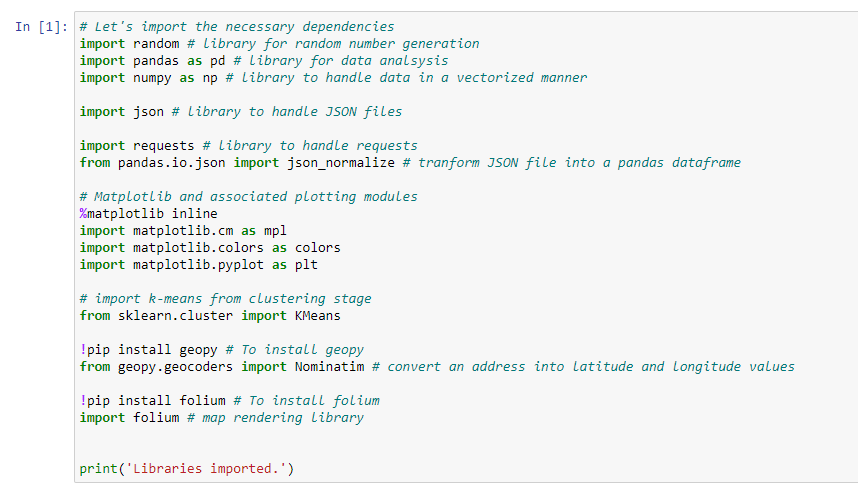 In [1]: # Let's import the necessary dependencies
import random # library for random number generation
import pandas as pd # library for data analsysis
import numpy as np # library to handle data in a vectorized manner
import json # library to handle JSON files
import requests # library to handle requests
from pandas.io.json import json_normalize # tranform JSON file into a pandas dataframe
# Matplotlib and associated plotting modules
%matplotlib inline
import matplotlib.cm as mpl
import matplotlib.colors as colors
import matplotlib.pyplot as plt
# import k-means from clustering stage
from sklearn.cluster import KMeans
!pip install geopy # To install geopy
from geopy.geocoders import Nominatim # convert an address into latitude and longitude values
!pip install folium # To install folium
import folium # map rendering library
print('Libraries imported.')